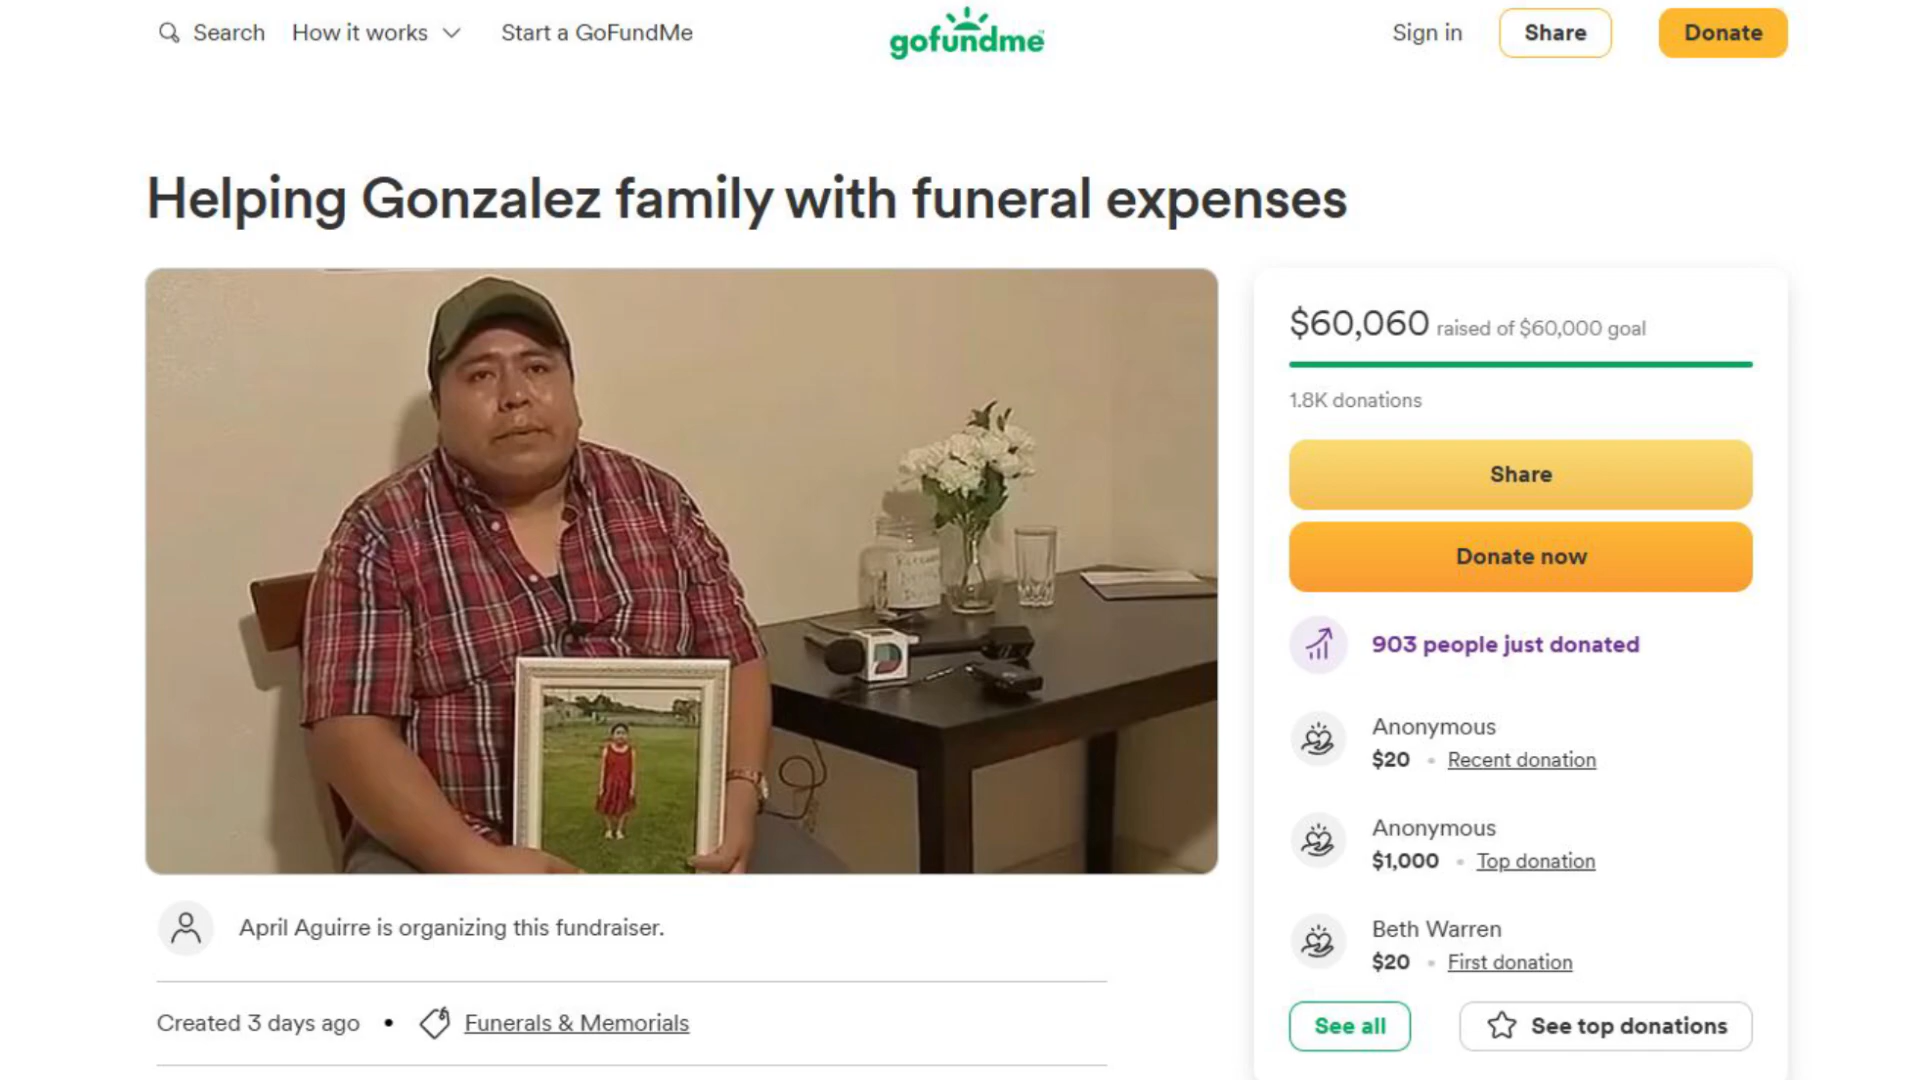 Search How it works Start a GoFundMe gofundme Sign in Share Donate
Helping Gonzalez family with funeral expenses
$60,060 raised of $60,000 goal
1.8K donations
Share
Donate now
903 people just donated
Anonymous
$20 • Recent donation
Anonymous
$1,000 • Top donation
Beth Warren
$20 • First donation
See all See top donations
April Aguirre is organizing this fundraiser.
Created 3 days ago • Funerals & Memorials